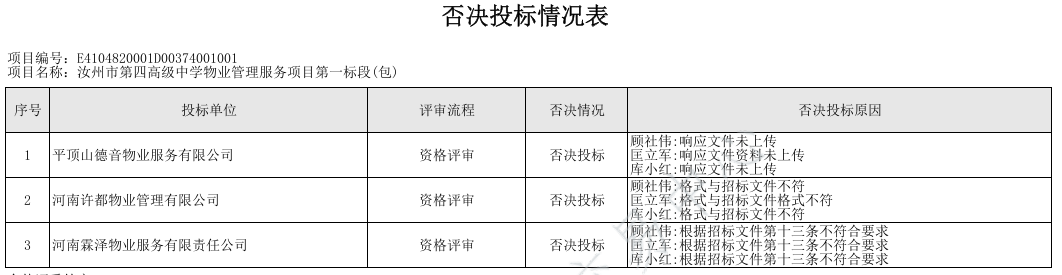 否决投标情况表
项目编号: E4104820001D00374001001
项目名称: 汝州市第四高级中学物业管理服务项目第一标段(包)
序号 投标单位 评审流程 否决情况 否决投标原因
1 平顶山德音物业服务有限公司 资格评审 否决投标 顾社伟:响应文件未上传
匡立军:响应文件资料未上传
库小红:响应文件未上传
2 河南许都物业管理有限公司 资格评审 否决投标 顾社伟:格式与招标文件不符
匡立军:格式与招标文件格式不符
库小红:格式与招标文件不符
3 河南霖泽物业服务有限责任公司 资格评审 否决投标 顾社伟:根据招标文件第十三条不符合要求
匡立军:根据招标文件第十三条不符合要求
库小红:根据招标文件第十三条不符合要求